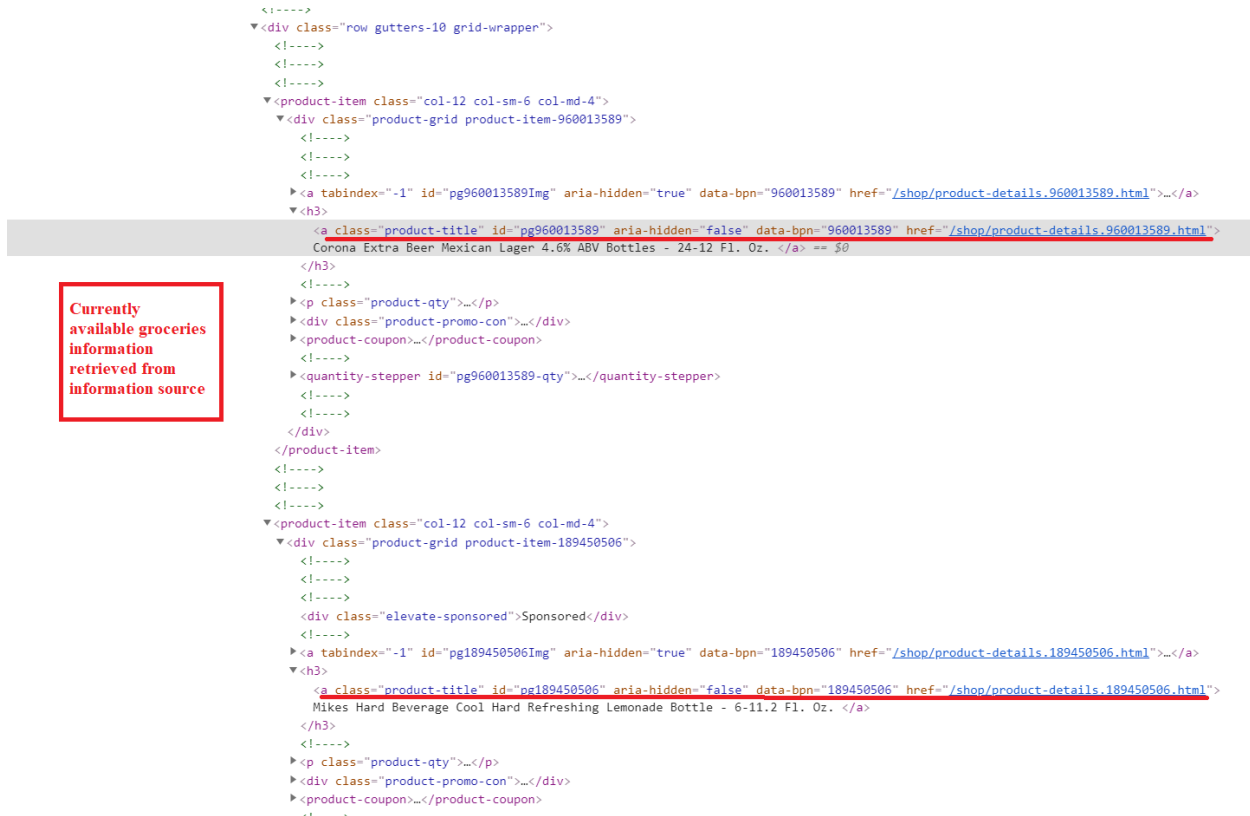 <!---->
▼<div class="row gutters-10 grid-wrapper">
<!---->
<!---->
<!---->
▼<product-item class="col-12 col-sm-6 col-md-4">
▼<div class="product-grid product-item-960013589">
<!---->
<!---->
<!---->
▶<a tabindex="-1" id="pg960013589Img" aria-hidden="true" data-bpn="960013589" href="/shop/product-details.960013589.html">…</a>
▼<h3>
<a class="product-title" id="pg960013589" aria-hidden="false" data-bpn="960013589" href="/shop/product-details.960013589.html">
Corona Extra Beer Mexican Lager 4.6% ABV Bottles - 24-12 Fl. Oz. </a> == $0
</h3>
<!---->
▶<p class="product-qty">…</p>
▶<div class="product-promo-con">…</div>
▶<product-coupon>…</product-coupon>
<!---->
▶<quantity-stepper id="pg960013589-qty">…</quantity-stepper>
<!---->
<!---->
</div>
</product-item>
<!---->
<!---->
<!---->
▼<product-item class="col-12 col-sm-6 col-md-4">
▼<div class="product-grid product-item-189450506">
<!---->
<!---->
<!---->
<div class="elevate-sponsored">Sponsored</div>
<!---->
▶<a tabindex="-1" id="pg189450506Img" aria-hidden="true" data-bpn="189450506" href="/shop/product-details.189450506.html">…</a>
▼<h3>
<a class="product-title" id="pg189450506" aria-hidden="false" data-bpn="189450506" href="/shop/product-details.189450506.html">
Mikes Hard Beverage Cool Hard Refreshing Lemonade Bottle - 6-11.2 Fl. Oz. </a>
</h3>
<!---->
▶<p class="product-qty">…</p>
▶<div class="product-promo-con">…</div>
▶<product-coupon>…</product-coupon>
Currently
available groceries
information
retrieved from
information source